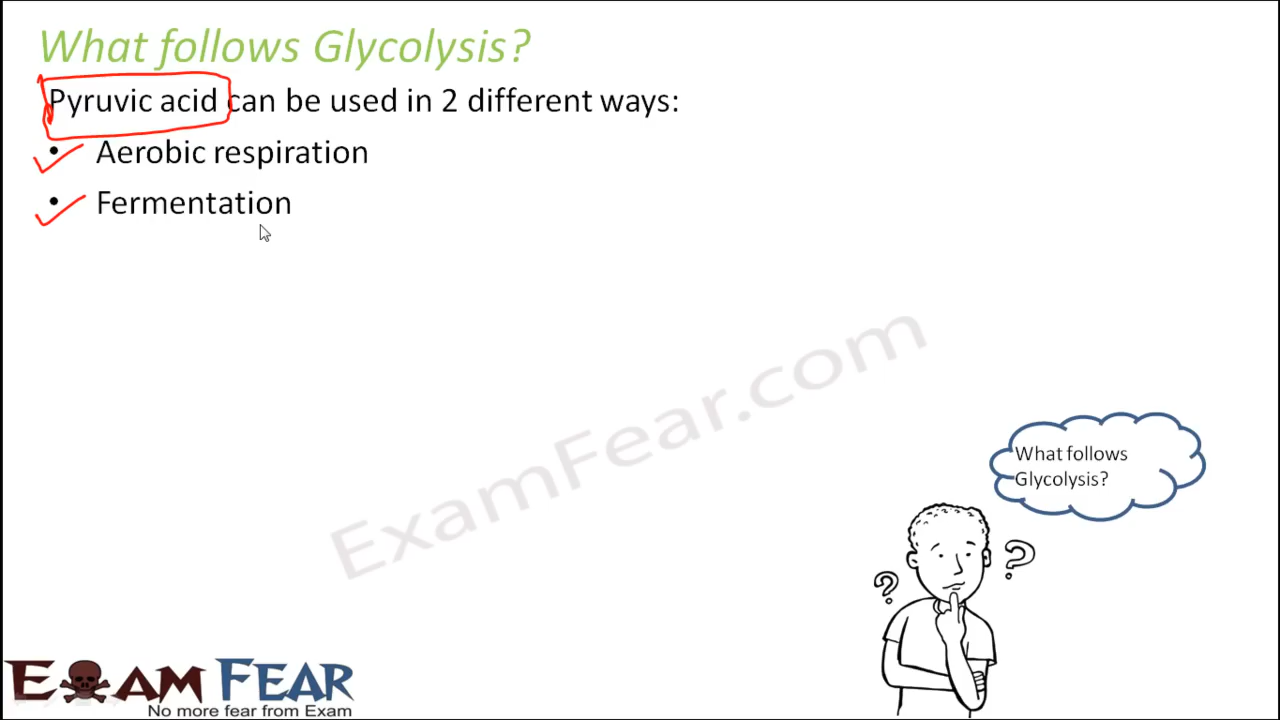 What follows Glycolysis?
Pyruvic acid can be used in 2 different ways:
• Aerobic respiration
• Fermentation
ExamFear.com
What follows
Glycolysis?
? ?
EXAM FEAR
No more fear from Exam